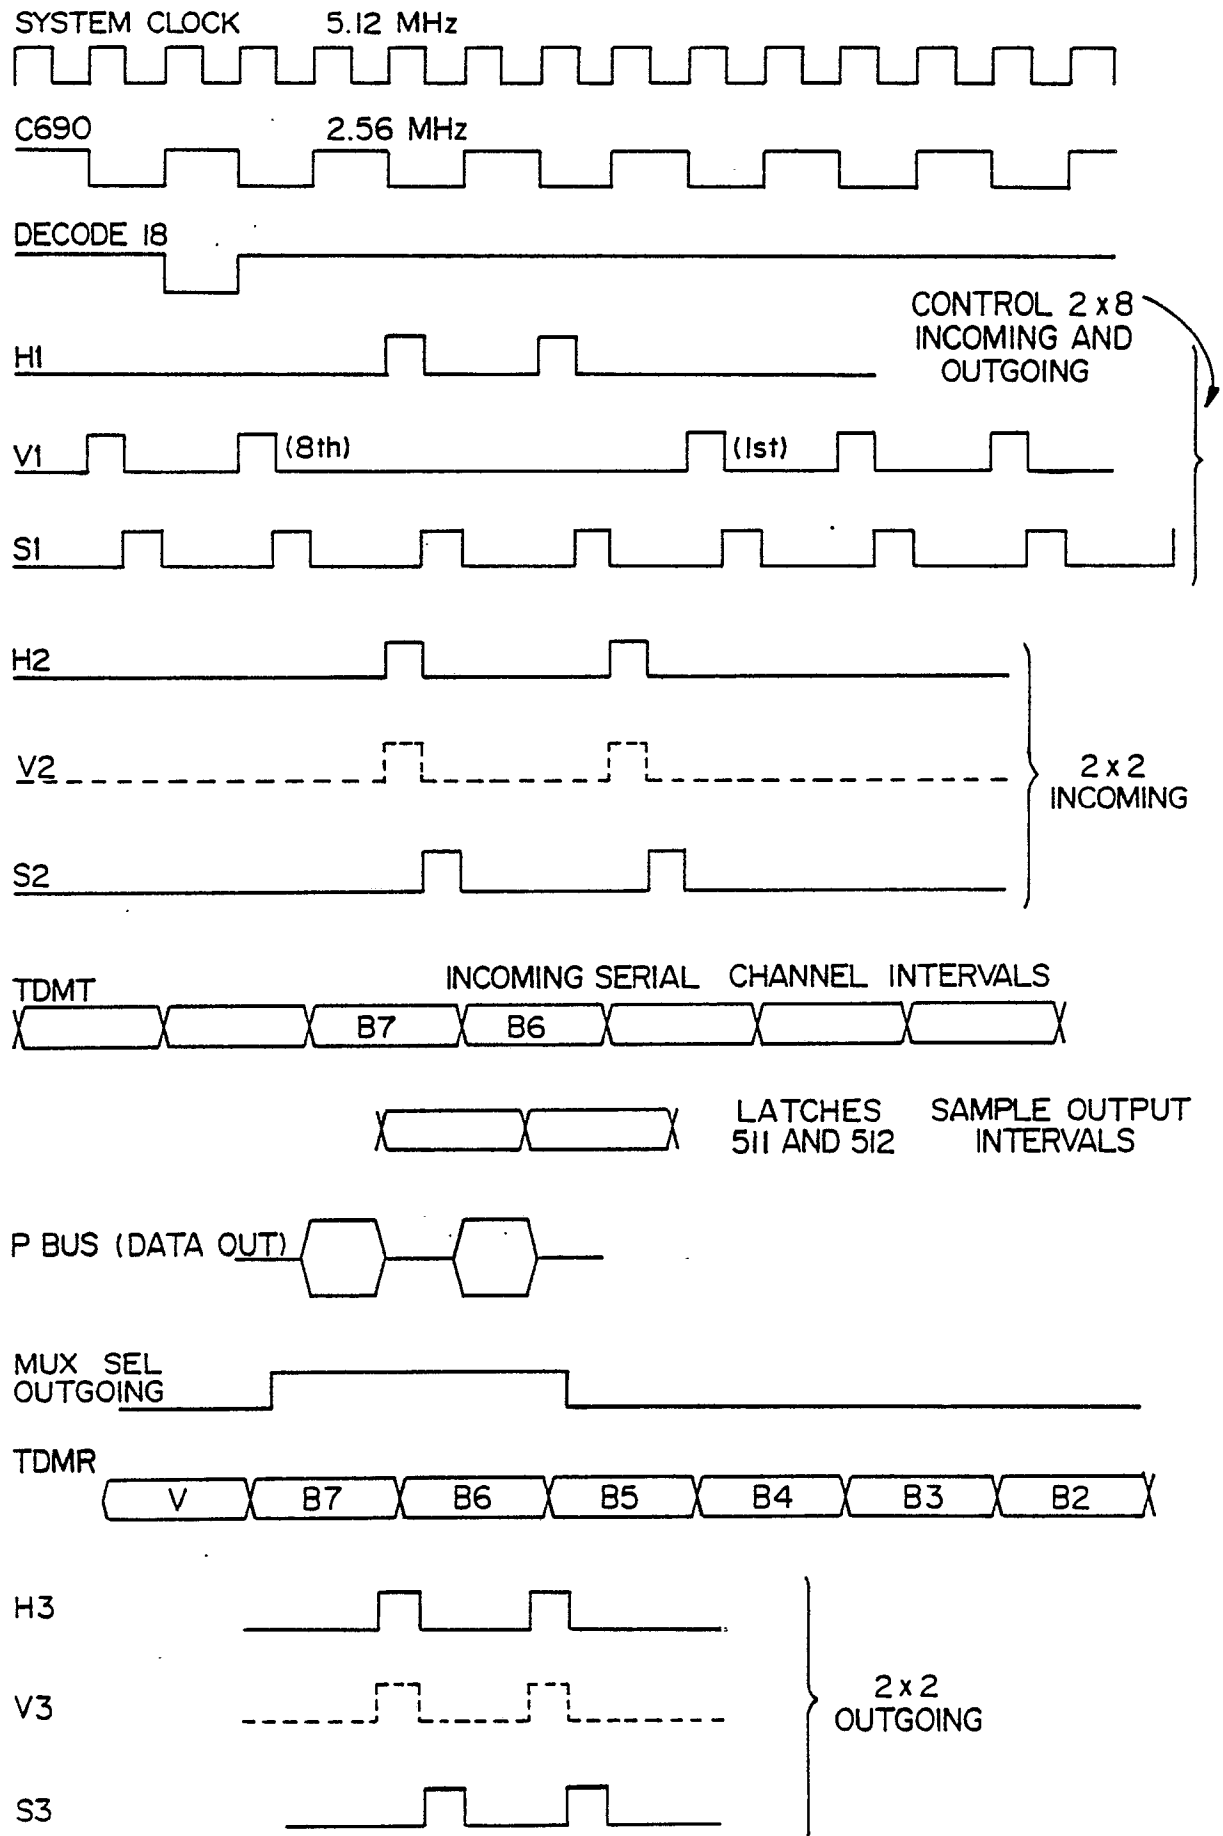 SYSTEM CLOCK 5.12 MHz
C690 2.56 MHz
DECODE 18
H1
CONTROL 2 x 8
INCOMING AND
OUTGOING
V1 (8th) (1st)
S1
H2
V2
2 x 2
INCOMING
S2
TDMT INCOMING SERIAL CHANNEL INTERVALS
B7 B6
LATCHES SAMPLE OUTPUT
511 AND 512 INTERVALS
P BUS (DATA OUT)
MUX SEL
OUTGOING
TDMR
V B7 B6 B5 B4 B3 B2
H3
V3
2 x 2
OUTGOING
S3